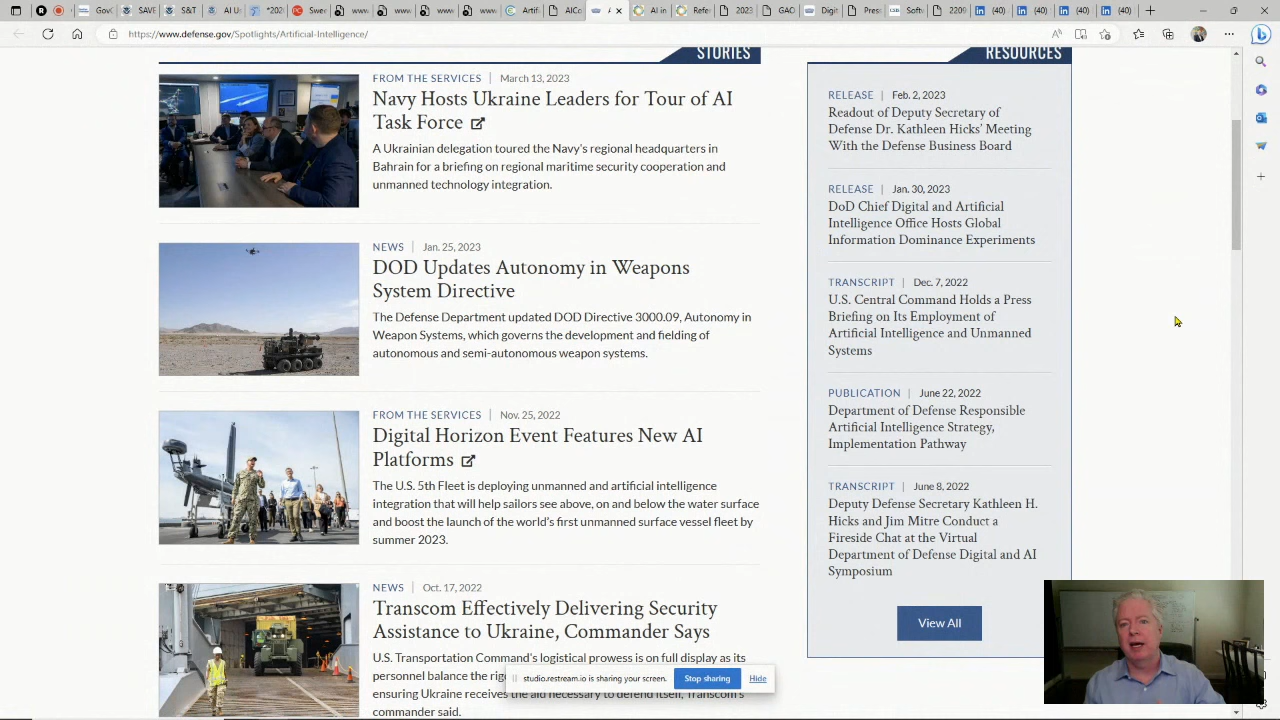 https://www.defense.gov/Spotlights/Artificial-Intelligence/
STORIES
FROM THE SERVICES | March 13, 2023
Navy Hosts Ukraine Leaders for Tour of AI
Task Force
A Ukrainian delegation toured the Navy's regional headquarters in
Bahrain for a briefing on regional maritime security cooperation and
unmanned technology integration.
NEWS | Jan. 25, 2023
DOD Updates Autonomy in Weapons
System Directive
The Defense Department updated DOD Directive 3000.09, Autonomy in
Weapon Systems, which governs the development and fielding of
autonomous and semi-autonomous weapon systems.
FROM THE SERVICES | Nov. 25, 2022
Digital Horizon Event Features New AI
Platforms
The U.S. 5th Fleet is deploying unmanned and artificial intelligence
integration that will help sailors see above, on and below the water surface
and boost the launch of the world's first unmanned surface vessel fleet by
summer 2023.
NEWS | Oct. 17, 2022
Transcom Effectively Delivering Security
Assistance to Ukraine, Commander Says
U.S. Transportation Command's logistical prowess is on full display as its
personnel balance the
ensuring Ukraine receives the aid necessary to defend itself, Transcom's
commander said.
RESOURCES
RELEASE | Feb. 2, 2023
Readout of Deputy Secretary of
Defense Dr. Kathleen Hicks' Meeting
With the Defense Business Board
RELEASE | Jan. 30, 2023
DoD Chief Digital and Artificial
Intelligence Office Hosts Global
Information Dominance Experiments
TRANSCRIPT | Dec. 7, 2022
U.S. Central Command Holds a Press
Briefing on Its Employment of
Artificial Intelligence and Unmanned
Systems
PUBLICATION | June 22, 2022
Department of Defense Responsible
Artificial Intelligence Strategy,
Implementation Pathway
TRANSCRIPT | June 8, 2022
Deputy Defense Secretary Kathleen H.
Hicks and Jim Mitre Conduct a
Fireside Chat at the Virtual
Department of Defense Digital and AI
Symposium
View All
studio.restream.io is sharing your screen.
Stop sharing
Hide